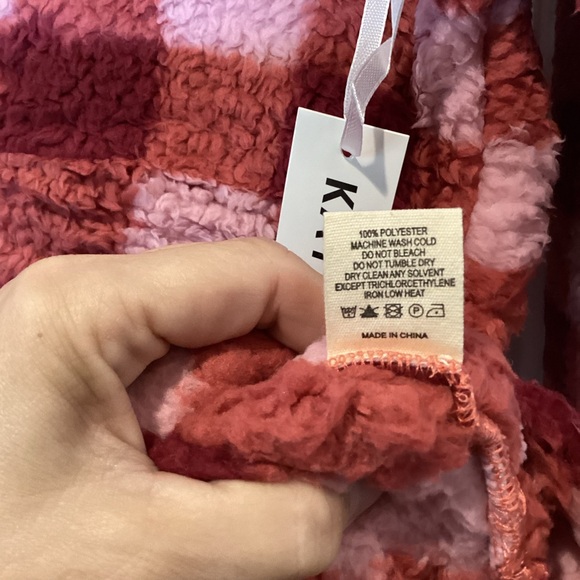 100% POLYESTER
MACHINE WASH COLD
DO NOT BLEACH
DO NOT TUMBLE DRY
DRY CLEAN ANY SOLVENT
EXCEPT TRICHLORCETHYLENE
IRON LOW HEAT
MADE IN CHINA